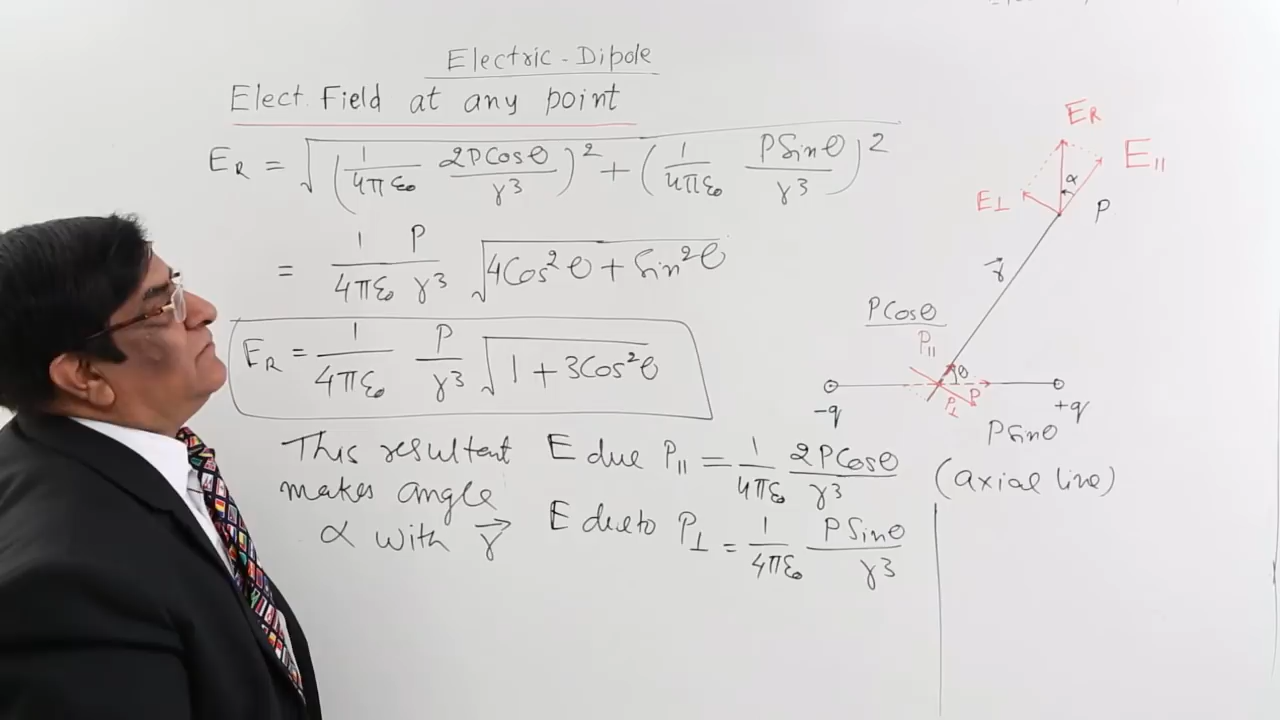 Electric-Dipole
Elect. Field at any point
E_R = √((1/4πε₀ 2PCosθ/r³)² + (1/4πε₀ PSinθ/r³)²)
= 1/4πε₀ P/r³ √(4Cos²θ + Sin²θ)
E_R = 1/4πε₀ P/r³ √(1 + 3Cos²θ)
This resultent
makes angle
α with r⃗
E due P_∥ = 1/4πε₀ 2PCosθ/r³ (axial line)
E due to P_⊥ = 1/4πε₀ PSinθ/r³
E_R
E_∥
α
E_⊥
P
r⃗
PCosθ
P_∥
θ
-q
P_⊥
P
+q
PSinθ